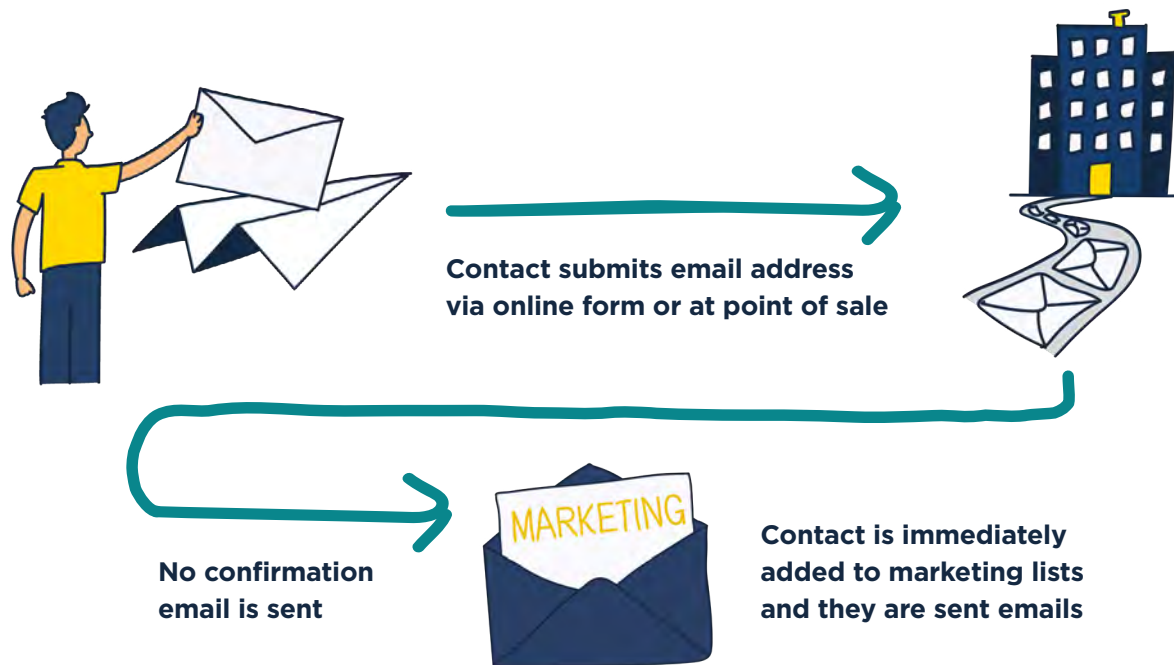 Contact submits email address
via online form or at point of sale
No confirmation
email is sent
MARKETING
Contact is immediately
added to marketing lists
and they are sent emails